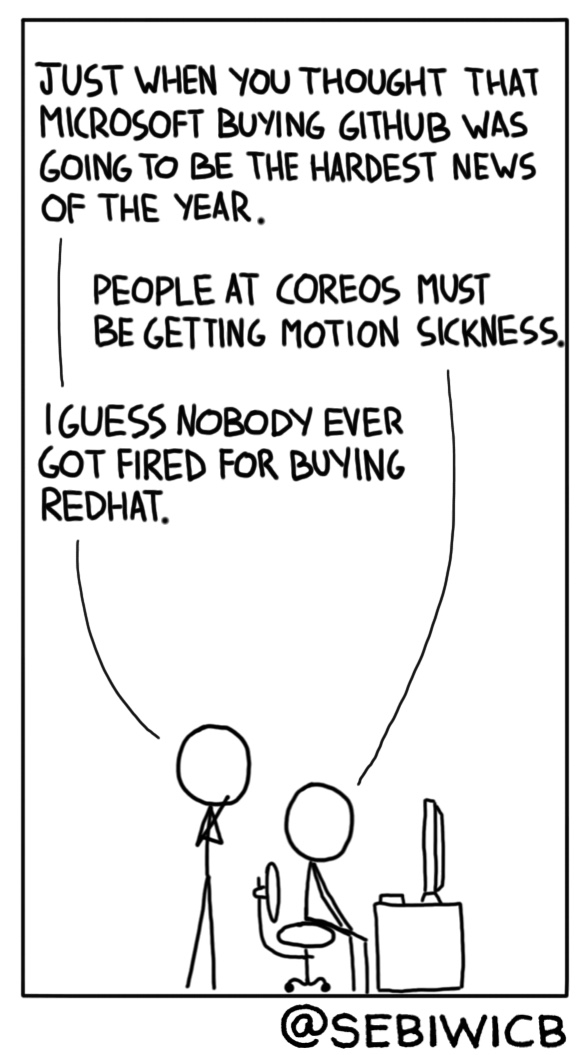 JUST WHEN YOU THOUGHT THAT
MICROSOFT BUYING GITHUB WAS
GOING TO BE THE HARDEST NEWS
OF THE YEAR.
PEOPLE AT COREOS MUST
BE GETTING MOTION SICKNESS.
I GUESS NOBODY EVER
GOT FIRED FOR BUYING
REDHAT.
@SEBIWICB